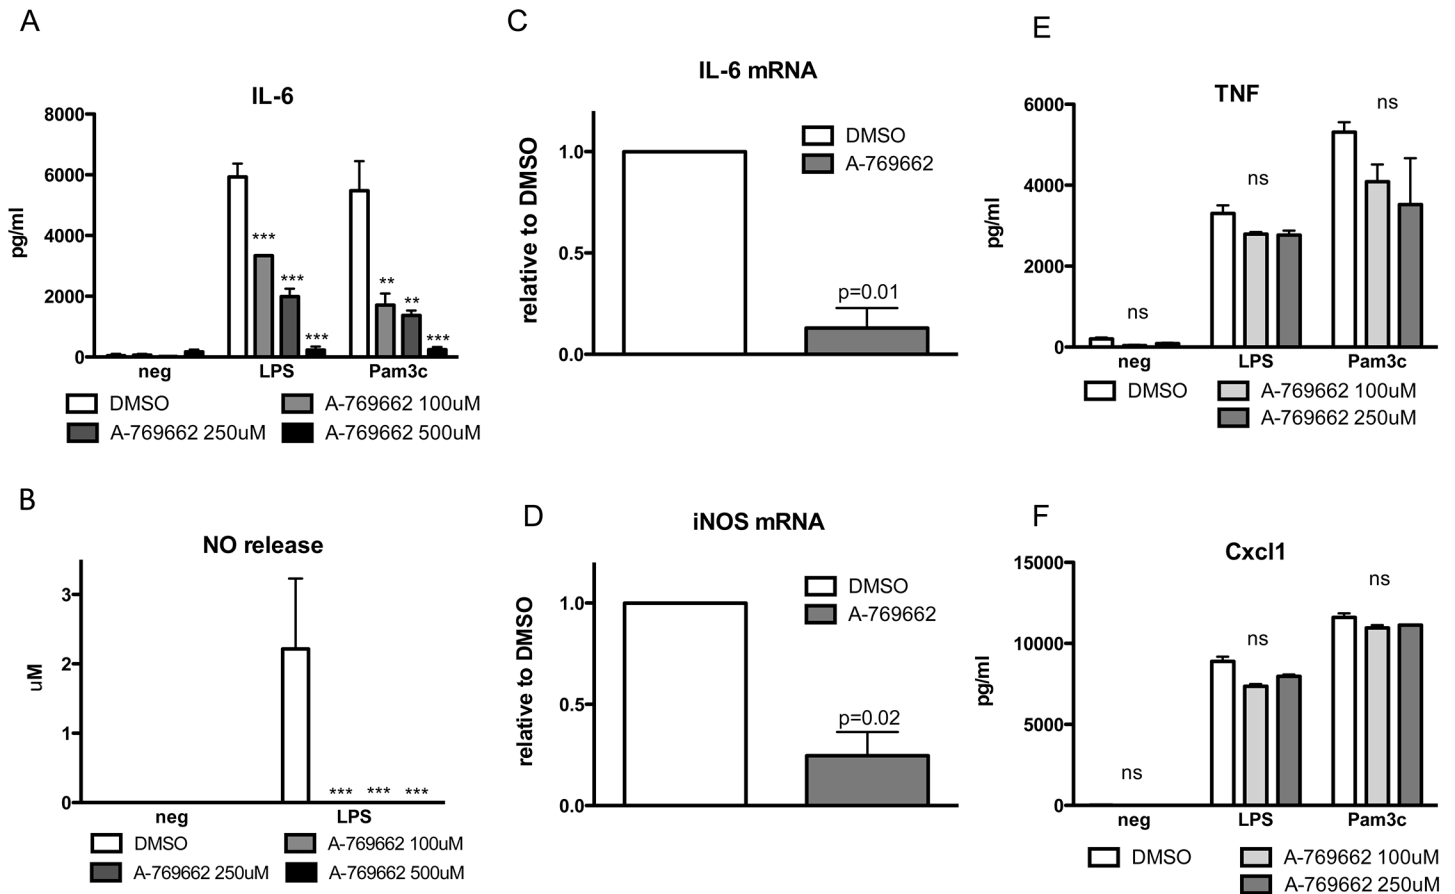 A
IL-6
8000
6000
4000
2000
0
pg/ml
***
***
***
**
**
***
neg LPS Pam3c
DMSO A-769662 100uM
A-769662 250uM A-769662 500uM
B
NO release
3
2
1
0
uM
*** *** ***
neg LPS
DMSO A-769662 100uM
A-769662 250uM A-769662 500uM
C
IL-6 mRNA
1.0
0.5
0.0
relative to DMSO
DMSO
A-769662
p=0.01
D
iNOS mRNA
1.0
0.5
0.0
relative to DMSO
DMSO
A-769662
p=0.02
E
TNF
6000
4000
2000
0
pg/ml
ns
ns
ns
neg LPS Pam3c
DMSO A-769662 100uM
A-769662 250uM
F
Cxcl1
15000
10000
5000
0
pg/ml
ns
ns
ns
neg LPS Pam3c
DMSO A-769662 100uM
A-769662 250uM